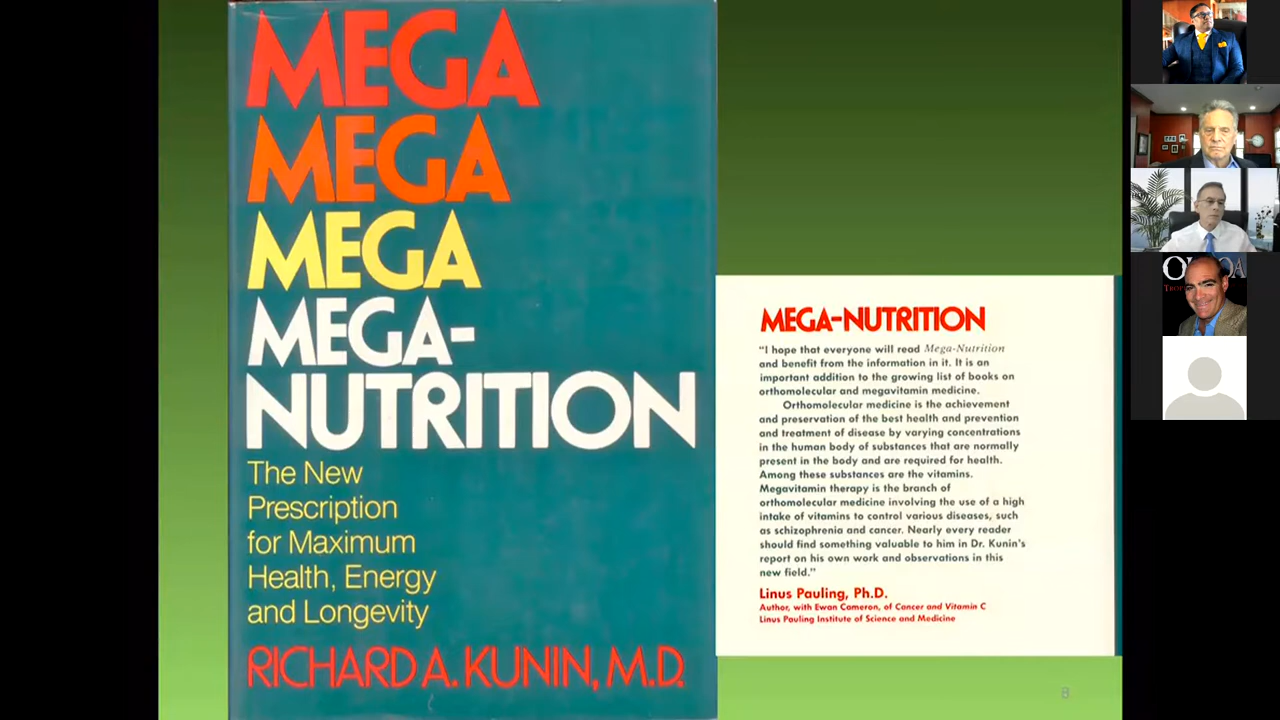 MEGA
MEGA
MEGA
MEGA-
NUTRITION
The New
Prescription
for Maximum
Health, Energy
and Longevity
RICHARD A. KUNIN, M.D.
MEGA-NUTRITION
“I hope that everyone will read Mega-Nutrition
and benefit from the information in it. It is an
important addition to the growing list of books on
orthomolecular and megavitamin medicine.
Orthomolecular medicine is the achievement
and preservation of the best health and prevention
and treatment of disease by varying concentrations
in the human body of substances that are normally
present in the body and are required for health.
Among these substances are the vitamins.
Megavitamin therapy is the branch of
orthomolecular medicine involving the use of a high
intake of vitamins to control various diseases, such
as schizophrenia and cancer. Nearly every reader
should find something valuable to him in Dr. Kunin's
report on his own work and observations in this
new field.”
Linus Pauling, Ph.D.
Author, with Ewan Cameron, of Cancer and Vitamin C
Linus Pauling Institute of Science and Medicine
8